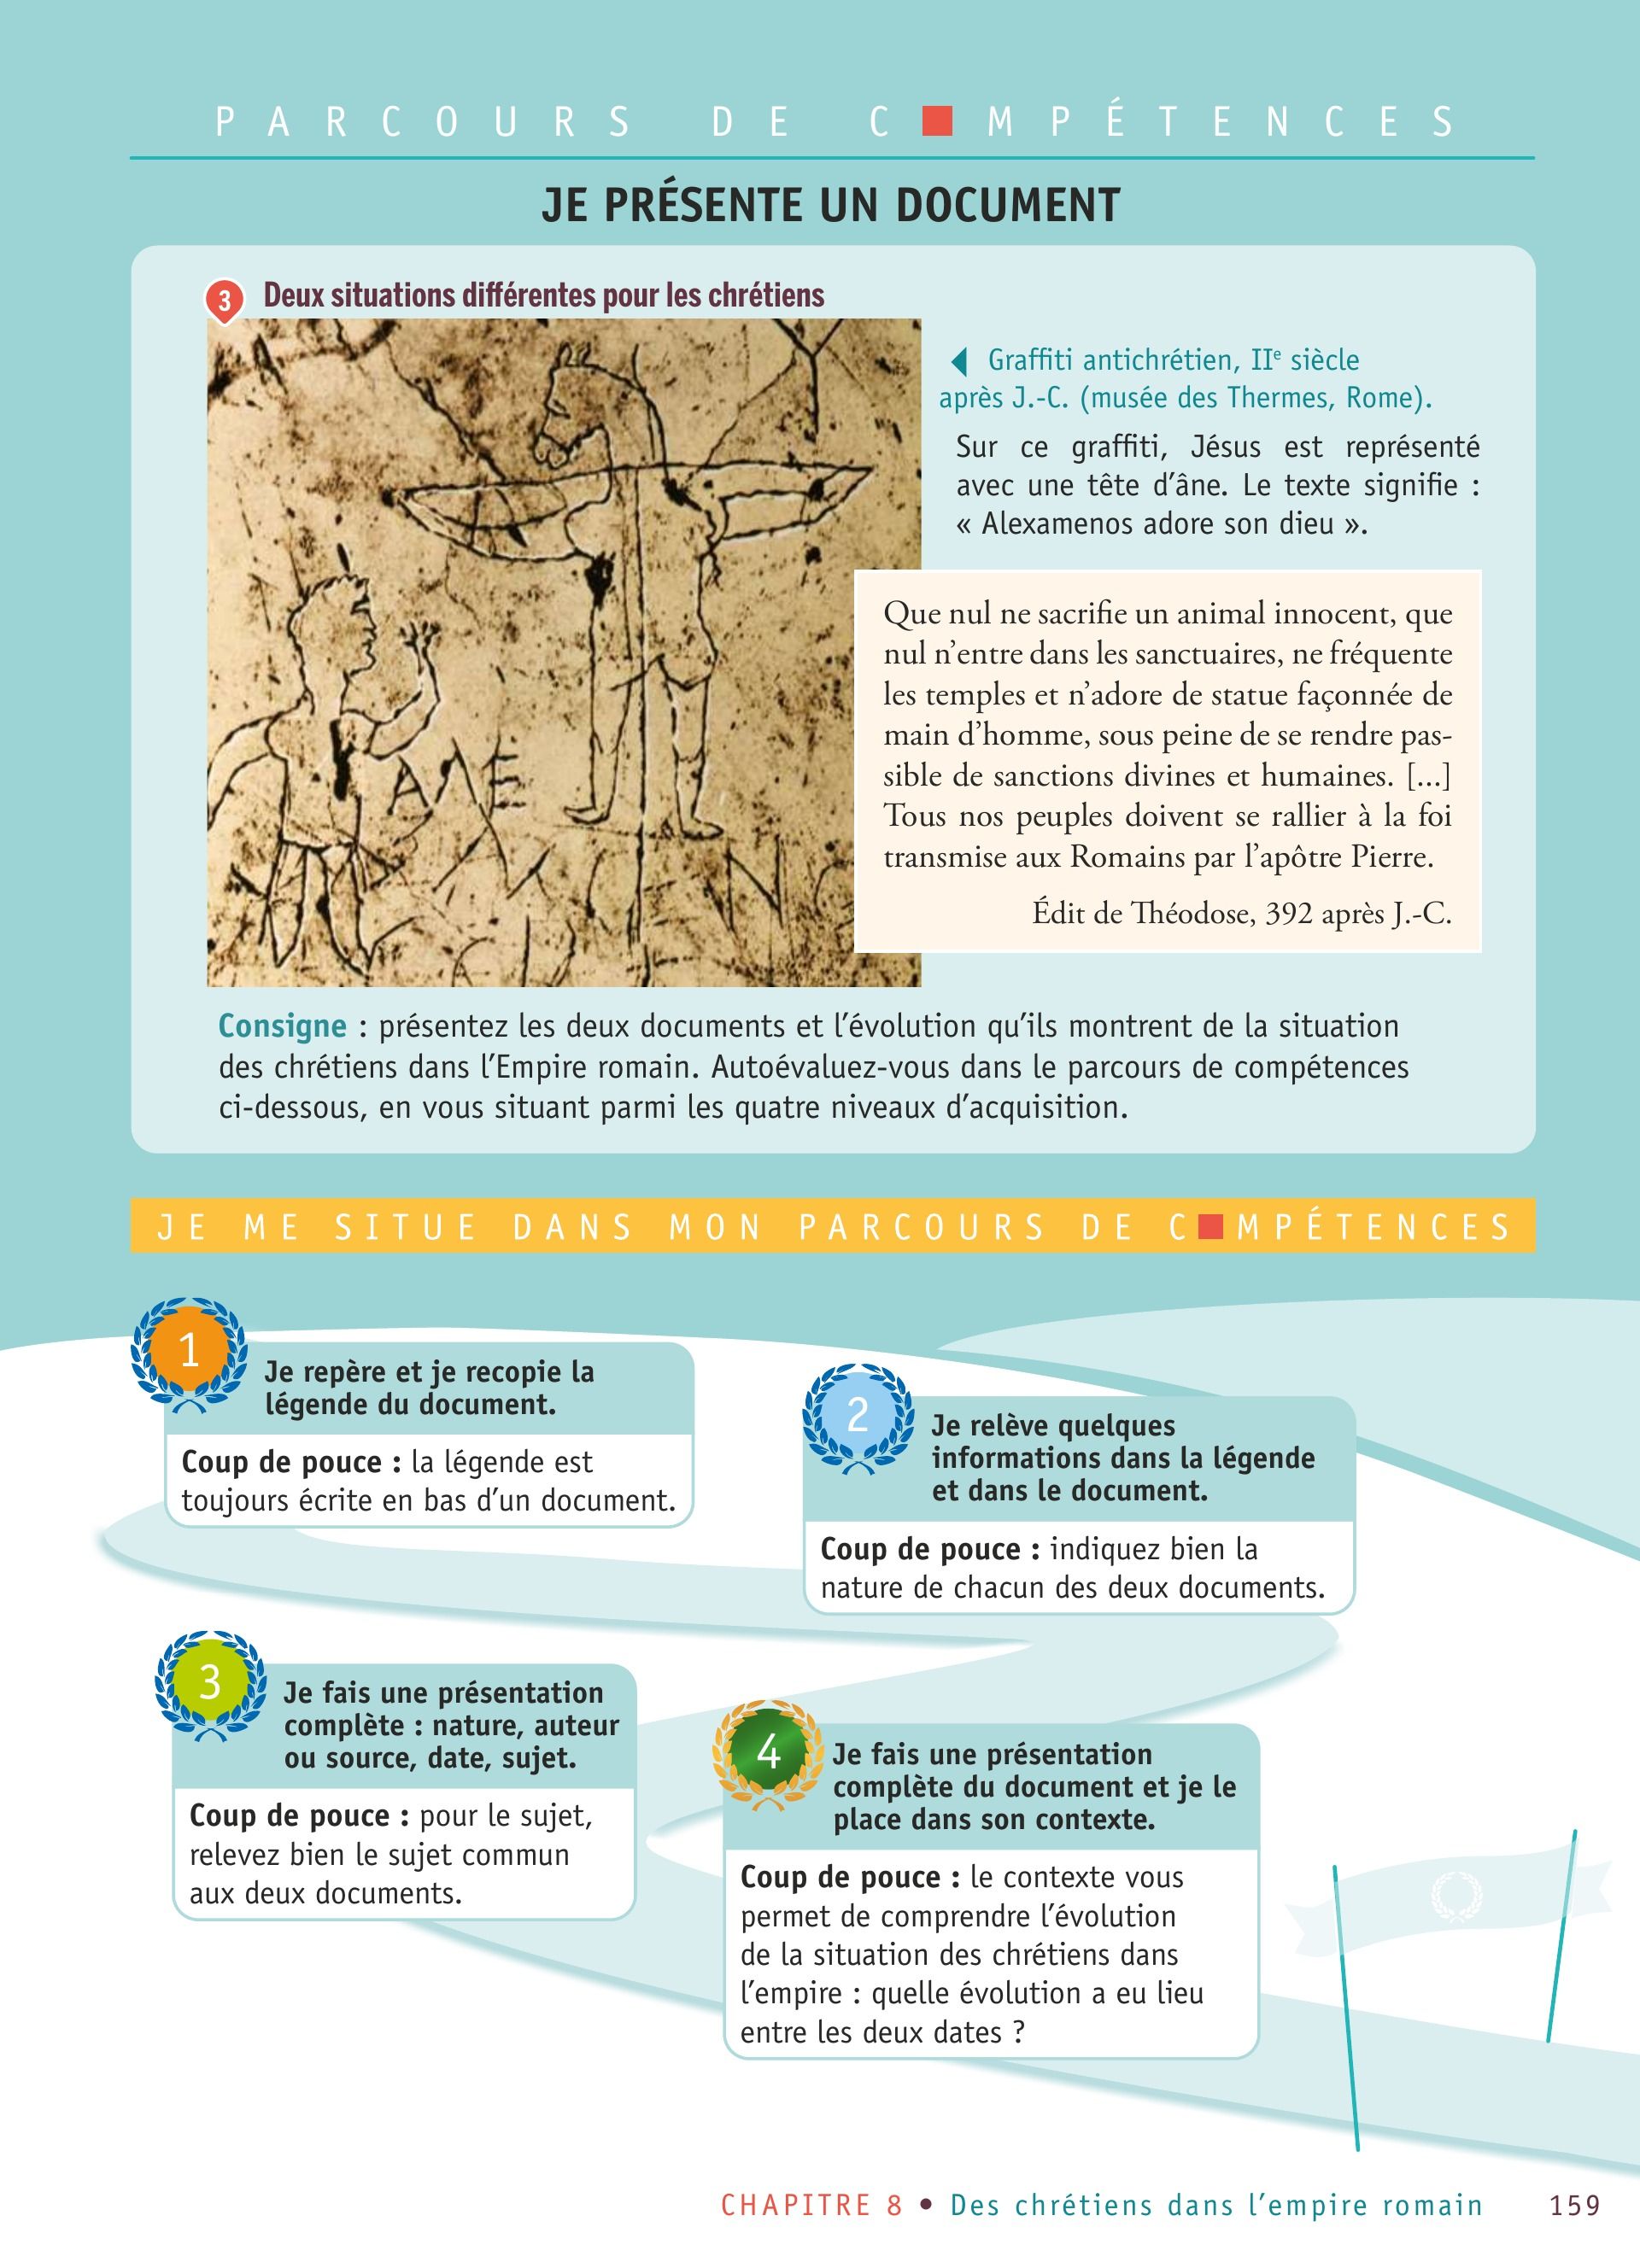 PARCOURS DE C■MPÉTENCES
JE PRÉSENTE UN DOCUMENT
3 Deux situations différentes pour les chrétiens
◀ Graffiti antichrétien, IIe siècle
après J.-C. (musée des Thermes, Rome).
Sur ce graffiti, Jésus est représenté
avec une tête d’âne. Le texte signifie :
« Alexamenos adore son dieu ».
ΑΛΕ
Que nul ne sacrifie un animal innocent, que
nul n’entre dans les sanctuaires, ne fréquente
les temples et n’adore de statue façonnée de
main d’homme, sous peine de se rendre pas-
sible de sanctions divines et humaines. [...]
Tous nos peuples doivent se rallier à la foi
transmise aux Romains par l’apôtre Pierre.
Édit de Théodose, 392 après J.-C.
Consigne : présentez les deux documents et l’évolution qu’ils montrent de la situation
des chrétiens dans l’Empire romain. Autoévaluez-vous dans le parcours de compétences
ci-dessous, en vous situant parmi les quatre niveaux d’acquisition.
JE ME SITUE DANS MON PARCOURS DE C■MPÉTENCES
1
Je repère et je recopie la
légende du document.
Coup de pouce : la légende est
toujours écrite en bas d’un document.
2
Je relève quelques
informations dans la légende
et dans le document.
Coup de pouce : indiquez bien la
nature de chacun des deux documents.
3
Je fais une présentation
complète : nature, auteur
ou source, date, sujet.
Coup de pouce : pour le sujet,
relevez bien le sujet commun
aux deux documents.
4
Je fais une présentation
complète du document et je le
place dans son contexte.
Coup de pouce : le contexte vous
permet de comprendre l’évolution
de la situation des chrétiens dans
l’empire : quelle évolution a eu lieu
entre les deux dates ?
CHAPITRE 8 • Des chrétiens dans l’empire romain 159